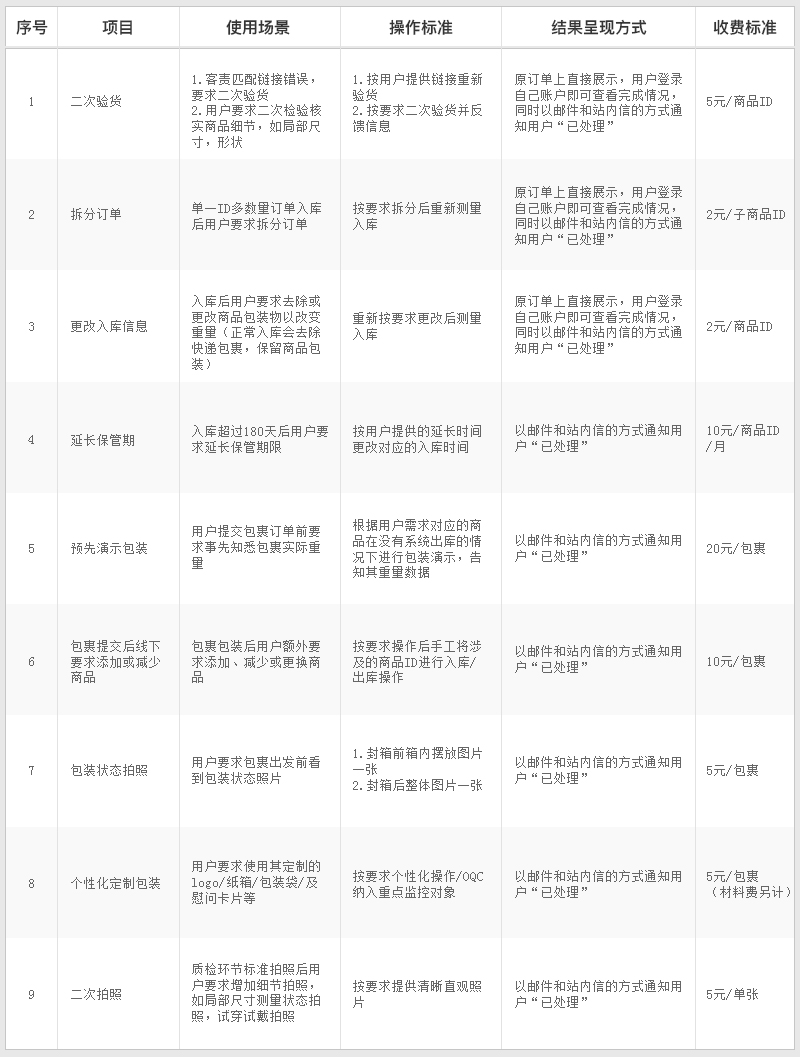 序号 项目 使用场景 操作标准 结果呈现方式 收费标准
1
二次验货
1.客责匹配链接错误，
要求二次验货
2.用户要求二次检验核
实商品细节，如局部尺
寸，形状
1.按用户提供链接重新
验货
2.按要求二次验货并反
馈信息
原订单上直接展示，用户登录
自己账户即可查看完成情况，
同时以邮件和站内信的方式通
知用户“已处理”
5元/商品ID
2
拆分订单
单一ID多数量订单入库
后用户要求拆分订单
按要求拆分后重新测量
入库
原订单上直接展示，用户登录
自己账户即可查看完成情况，
同时以邮件和站内信的方式通
知用户“已处理”
2元/子商品ID
3
更改入库信息
入库后用户要求去除或
更改商品包装物以改变
重量（正常入库会去除
快递包裹，保留商品包
装）
重新按要求更改后测量
入库
原订单上直接展示，用户登录
自己账户即可查看完成情况，
同时以邮件和站内信的方式通
知用户“已处理”
2元/商品ID
4
延长保管期
入库超过180天后用户要
求延长保管期限
按用户提供的延长时间
更改对应的入库时间
以邮件和站内信的方式通知用
户“已处理”
10元/商品ID
/月
5
预先演示包装
用户提交包裹订单前要
求事先知悉包裹实际重
量
根据用户需求对应的商
品在没有系统出库的情
况下进行包装演示，告
知其重量数据
以邮件和站内信的方式通知用
户“已处理”
20元/包裹
6
包裹提交后线下
要求添加或减少
商品
包裹包装后用户额外要
求添加、减少或更换商
品
按要求操作后手工将涉
及的商品ID进行入库/
出库操作
以邮件和站内信的方式通知用
户“已处理”
10元/包裹
7
包装状态拍照
用户要求包裹出发前看
到包装状态照片
1.封箱前箱内摆放图片
一张
2.封箱后整体图片一张
以邮件和站内信的方式通知用
户“已处理”
5元/包裹
8
个性化定制包装
用户要求使用其定制的
logo/纸箱/包装袋/及
慰问卡片等
按要求个性化操作/OQC
纳入重点监控对象
以邮件和站内信的方式通知用
户“已处理”
5元/包裹
（材料费另计）
9
二次拍照
质检环节标准拍照后用
户要求增加细节拍照，
如局部尺寸测量状态拍
照，试穿试戴拍照
按要求提供清晰直观照
片
以邮件和站内信的方式通知用
户“已处理”
5元/单张